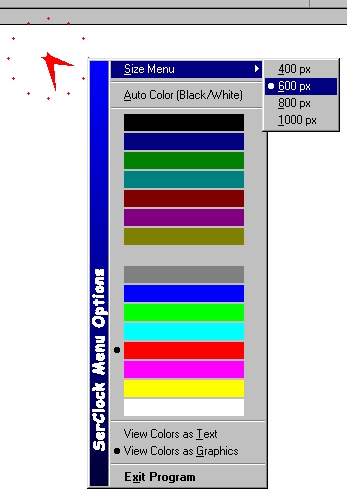 Size Menu
400 px
600 px
800 px
1000 px
Auto Color (Black/White)
SerClock Menu Options
View Colors as Text
View Colors as Graphics
Exit Program